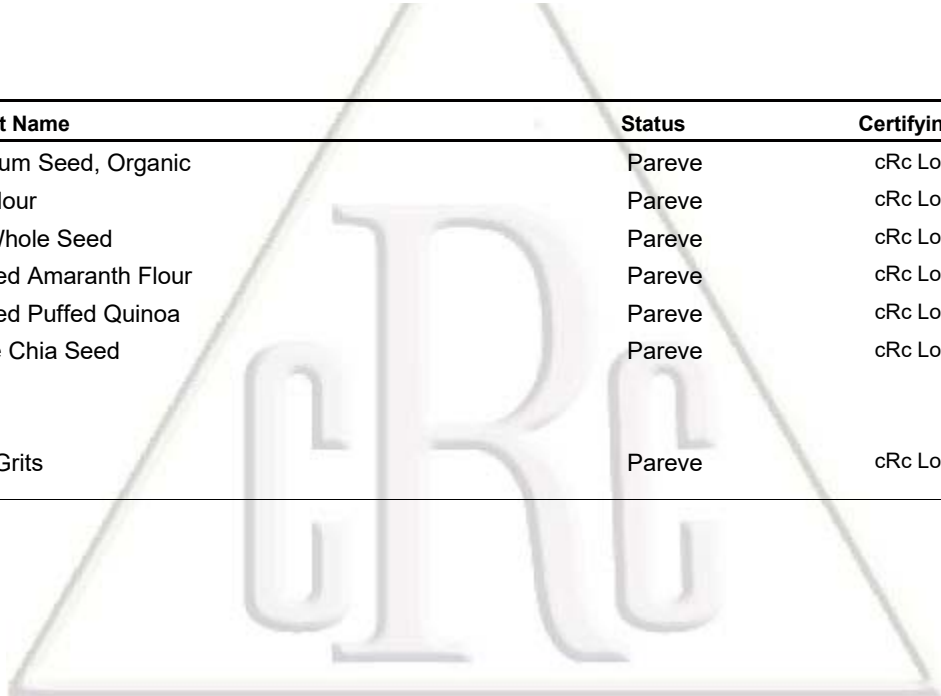 t Name Status Certifyin
um Seed, Organic Pareve cRc Lo
lour Pareve cRc Lo
Whole Seed Pareve cRc Lo
ed Amaranth Flour Pareve cRc Lo
ed Puffed Quinoa Pareve cRc Lo
e Chia Seed Pareve cRc Lo
Grits Pareve cRc Lo
cRc